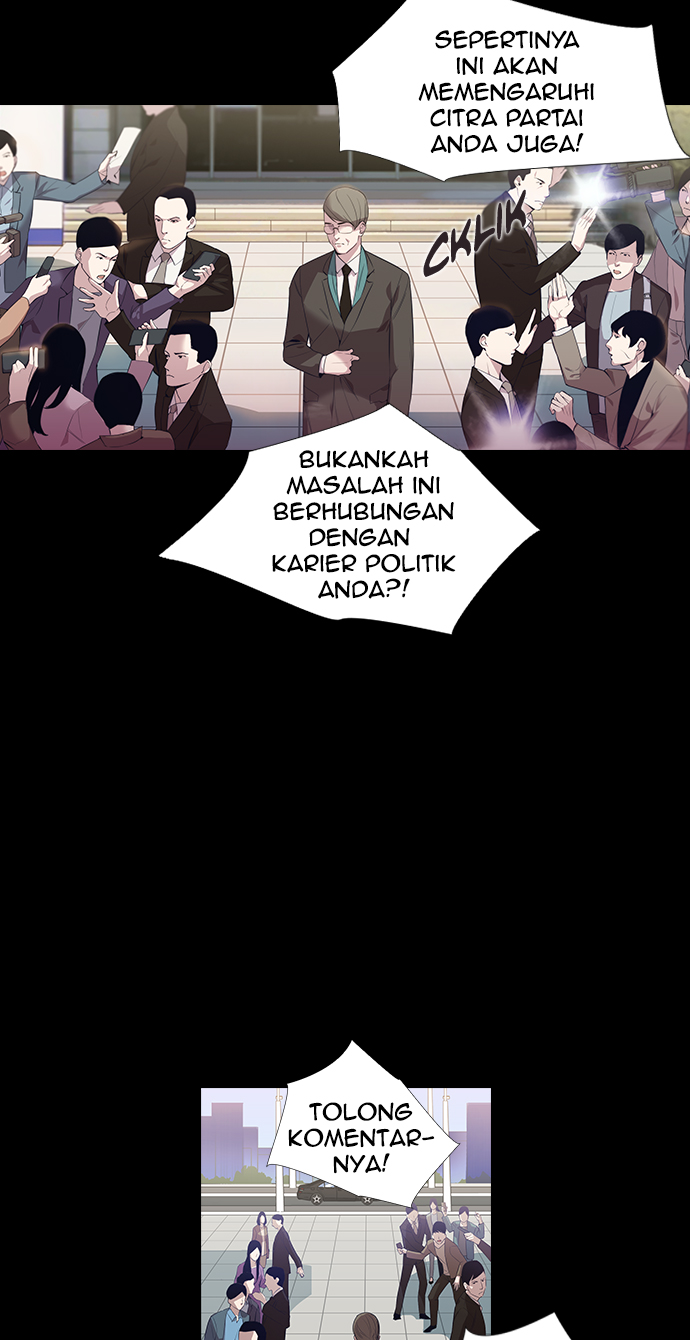 SEPERTINYA
INI AKAN
MEMENGARUHI
CITRA PARTAI
ANDA JUGA!
CKLIK
BUKANKAH
MASALAH INI
BERHUBUNGAN
DENGAN
KARIER POLITIK
ANDA?!
TOLONG
KOMENTAR-
NYA!